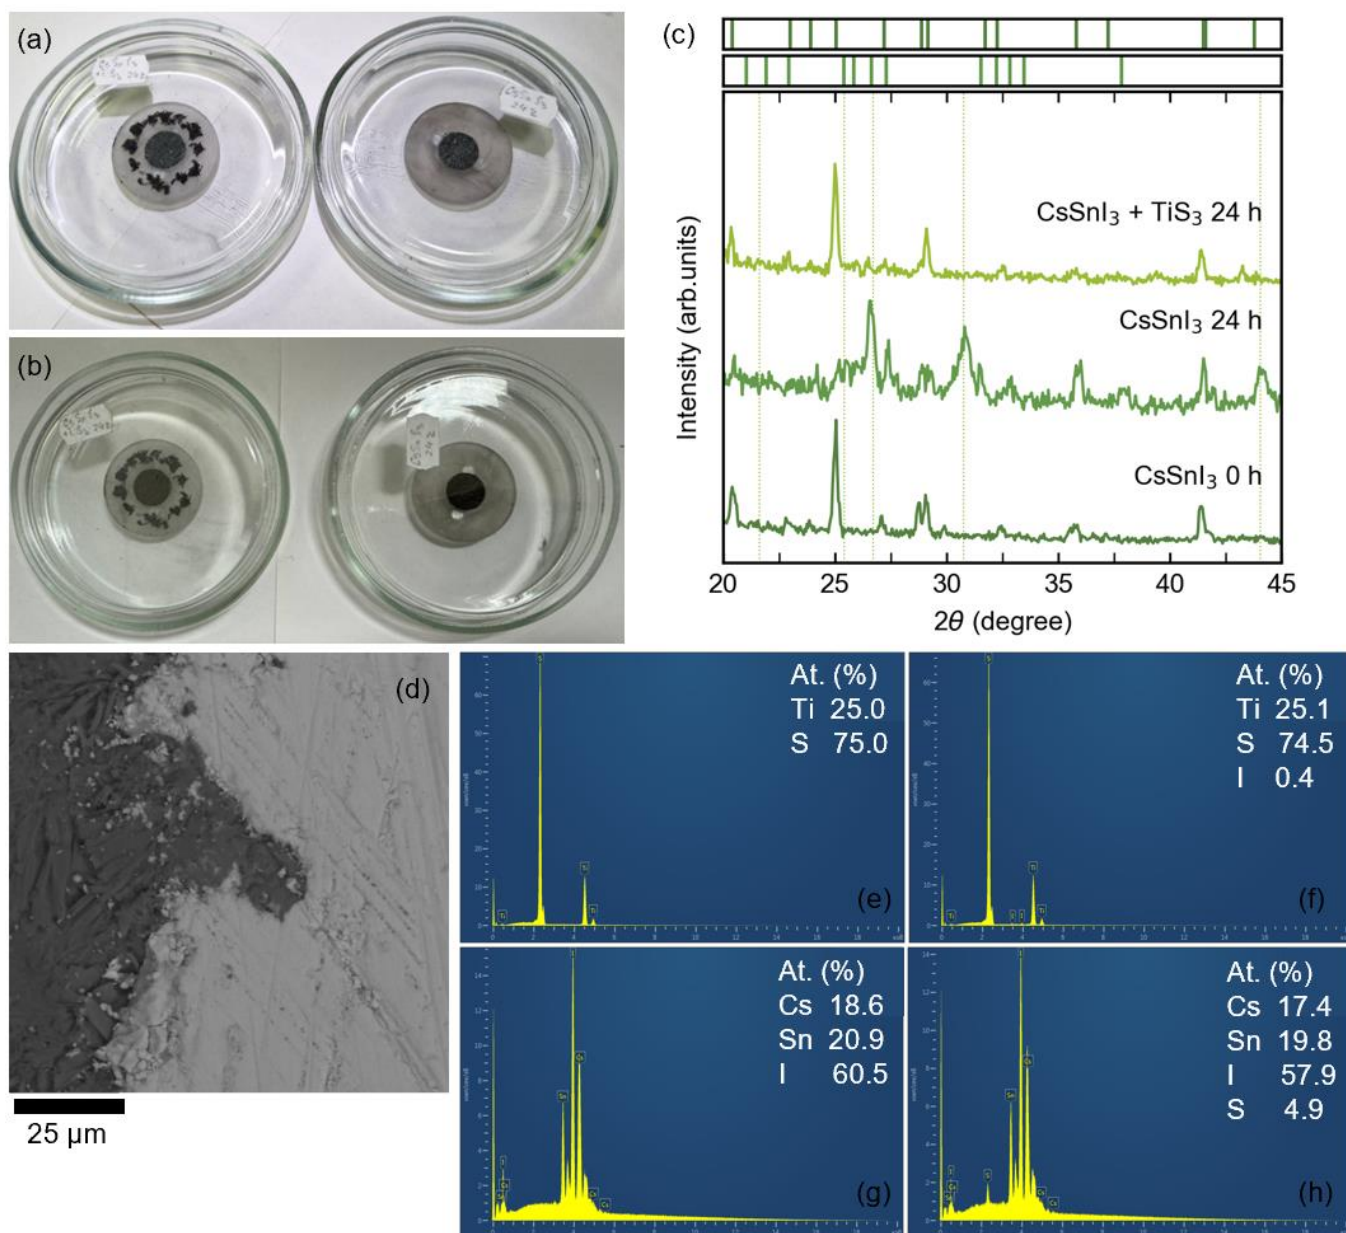 (a)
(b)
(c)
CsSnI₃ + TiS₃ 24 h
CsSnI₃ 24 h
CsSnI₃ 0 h
Intensity (arb.units)
20 25 30 35 40 45
2θ (degree)
(d)
25 μm
At. (%)
Ti 25.0
S 75.0
(e)
At. (%)
Ti 25.1
S 74.5
I 0.4
(f)
At. (%)
Cs 18.6
Sn 20.9
I 60.5
(g)
At. (%)
Cs 17.4
Sn 19.8
I 57.9
S 4.9
(h)